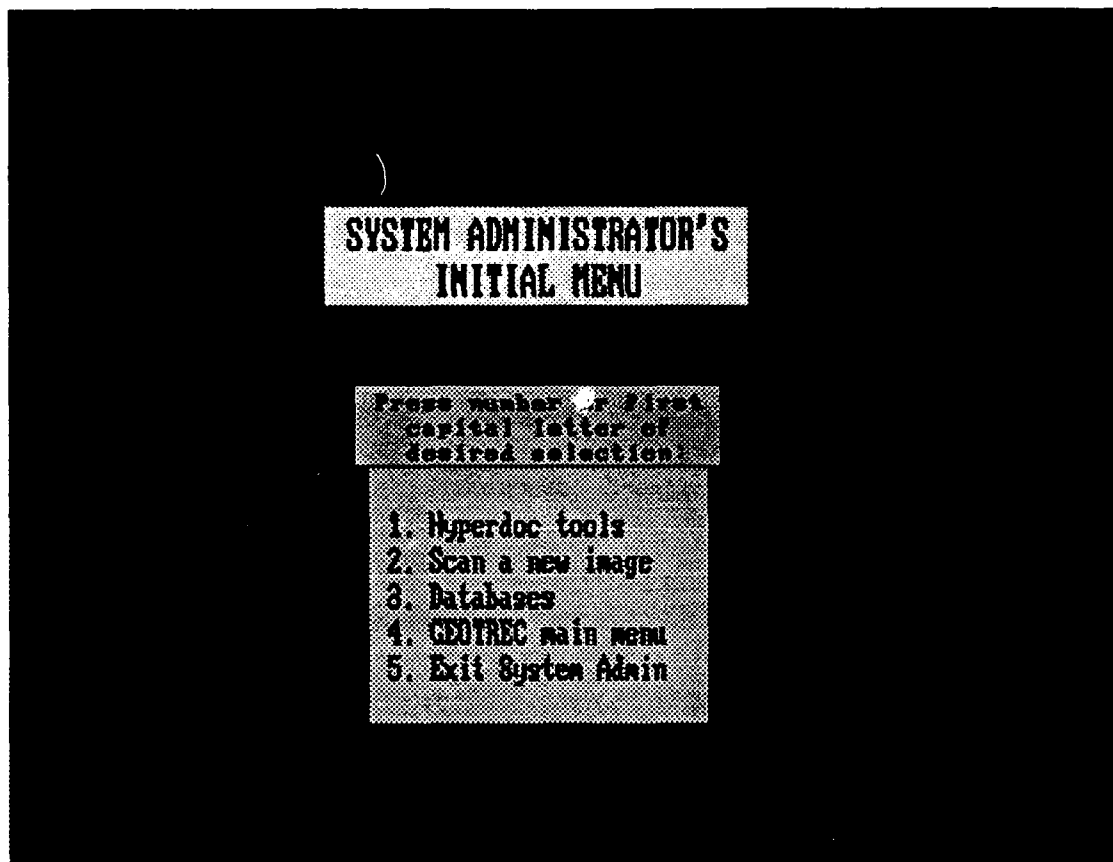 SYSTEM ADMINISTRATOR'S
INITIAL MENU
Press number or first
capital letter of
desired selection:
1. Hyperdoc tools
2. Scan a new image
3. Databases
4. GEOTREC main menu
5. Exit System Admin